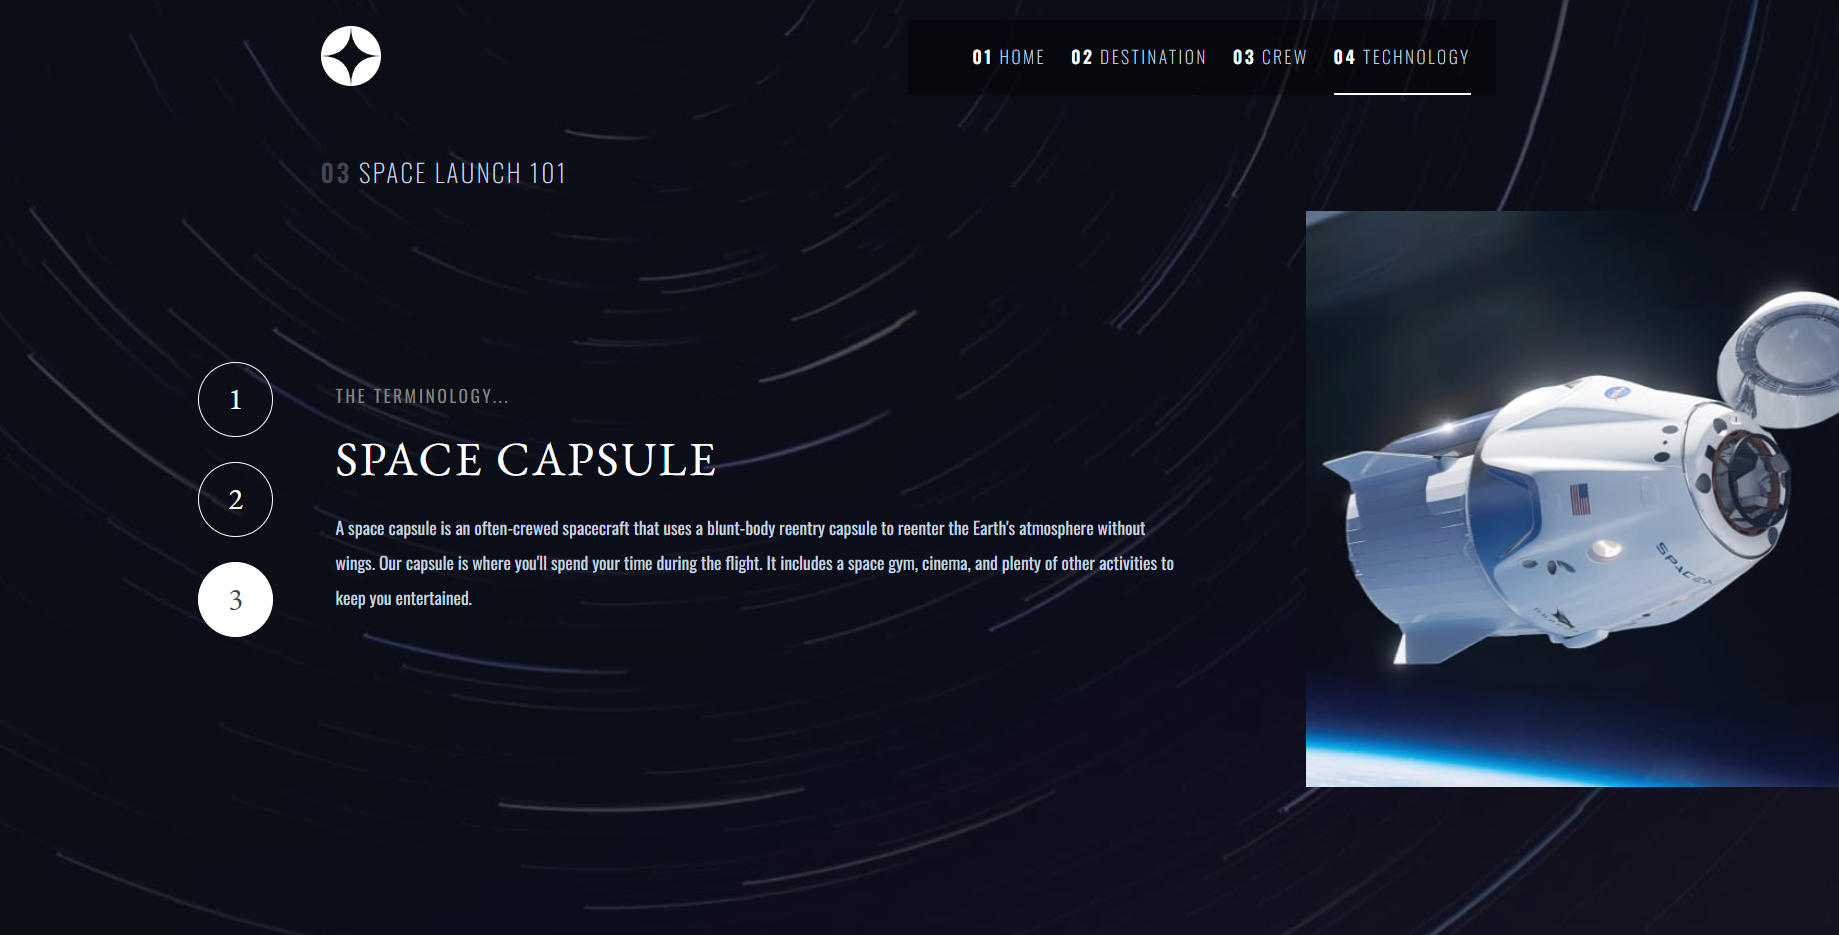 01 HOME 02 DESTINATION 03 CREW 04 TECHNOLOGY
03 SPACE LAUNCH 101
1
THE TERMINOLOGY...
SPACE CAPSULE
2
A space capsule is an often-crewed spacecraft that uses a blunt-body reentry capsule to reenter the Earth's atmosphere without
wings. Our capsule is where you'll spend your time during the flight. It includes a space gym, cinema, and plenty of other activities to
keep you entertained.
3
SPACEX